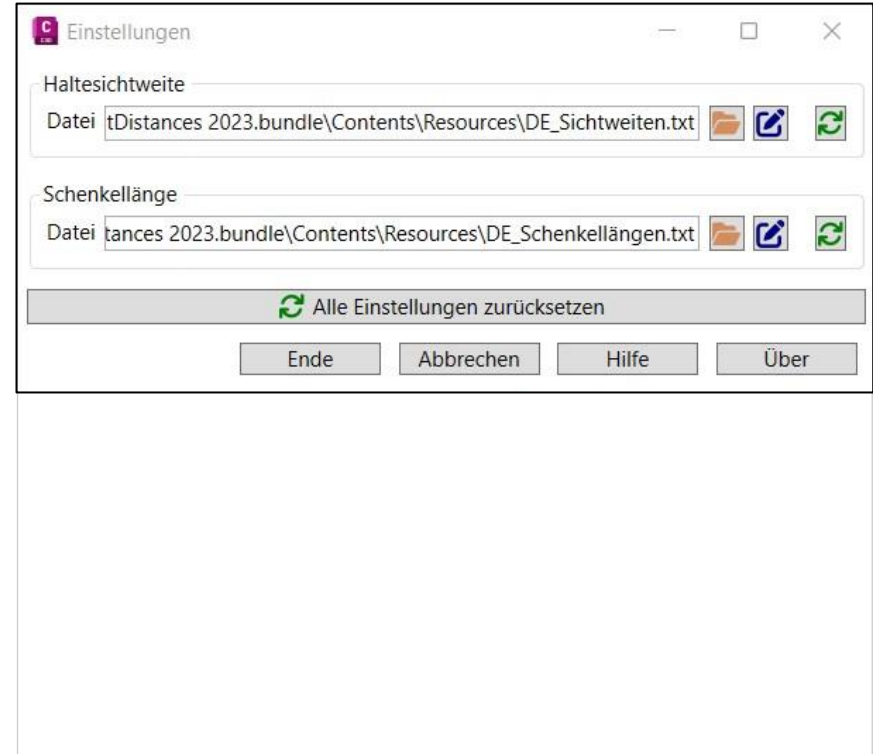 Einstellungen
Haltesichtweite
Datei tDistances 2023.bundle\Contents\Resources\DE_Sichtweiten.txt
Schenkellänge
Datei tances 2023.bundle\Contents\Resources\DE_Schenkellängen.txt
Alle Einstellungen zurücksetzen
Ende Abbrechen Hilfe Über